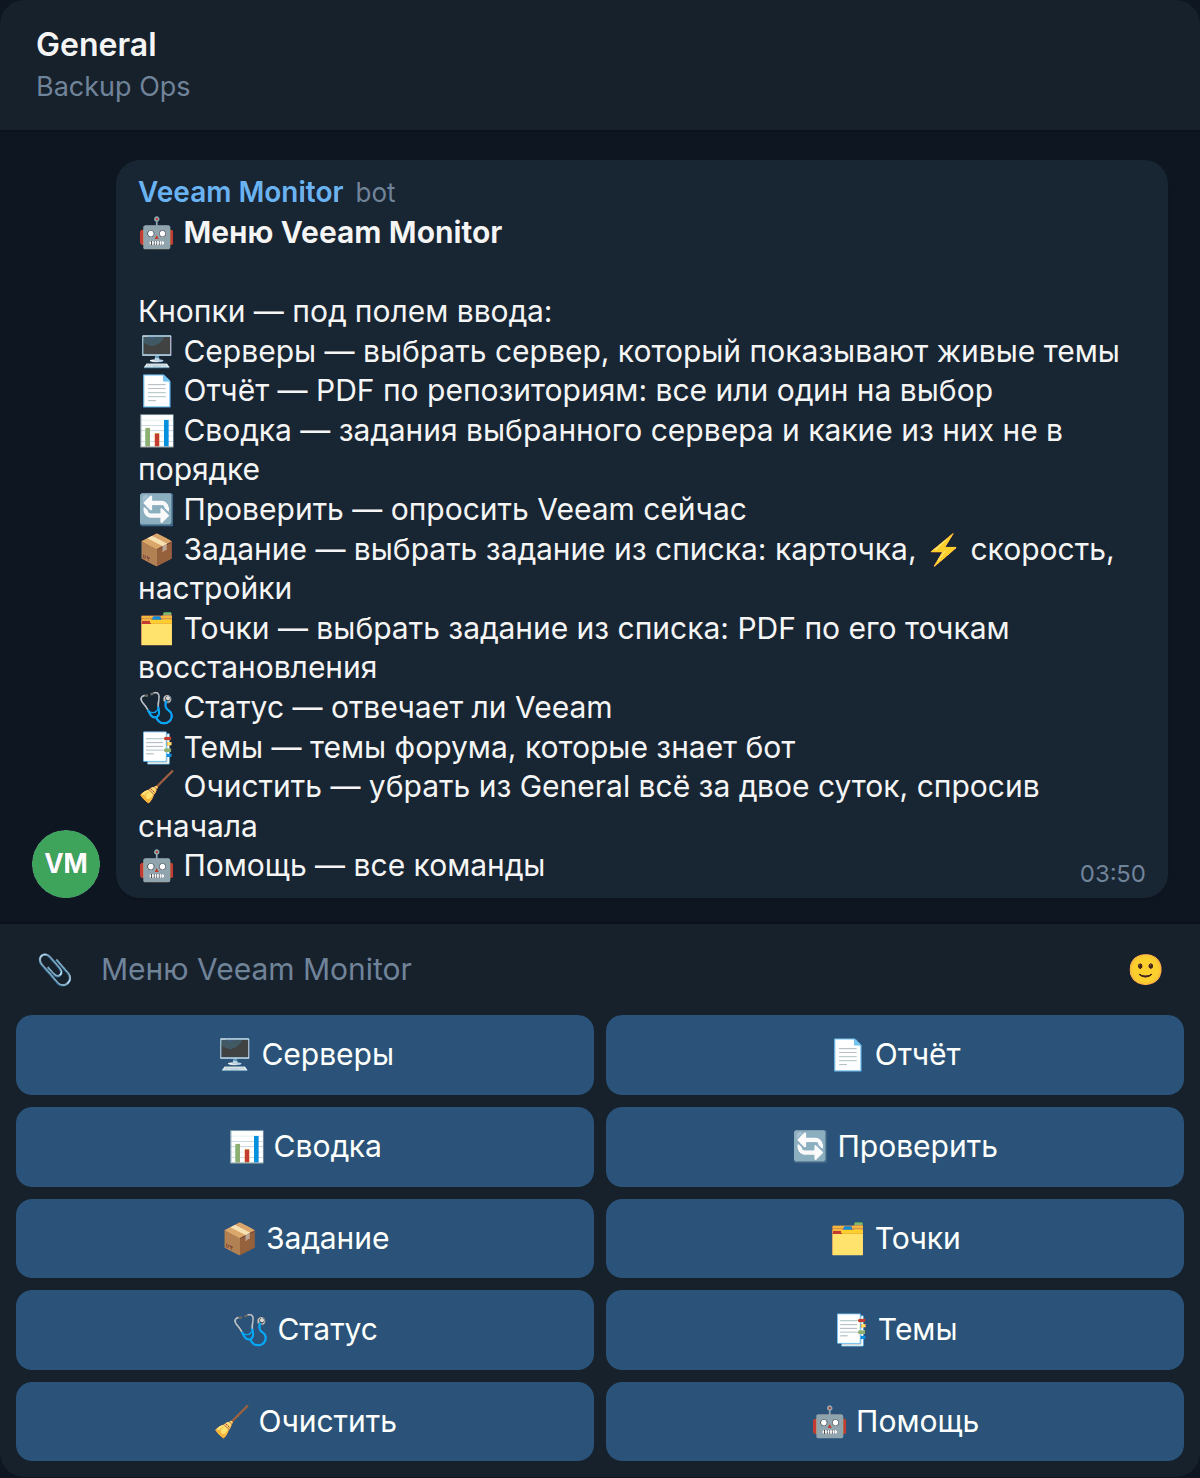 General
Backup Ops
Veeam Monitor bot
🤖 Меню Veeam Monitor
Кнопки — под полем ввода:
🖥️ Серверы — выбрать сервер, который показывают живые темы
📄 Отчёт — PDF по репозиториям: все или один на выбор
📊 Сводка — задания выбранного сервера и какие из них не в
порядке
🔄 Проверить — опросить Veeam сейчас
📦 Задание — выбрать задание из списка: карточка, ⚡ скорость,
настройки
🗂️ Точки — выбрать задание из списка: PDF по его точкам
восстановления
🩺 Статус — отвечает ли Veeam
📑 Темы — темы форума, которые знает бот
🧹 Очистить — убрать из General всё за двое суток, спросив
сначала
🤖 Помощь — все команды
03:50
VM
Меню Veeam Monitor
🖥️ Серверы
📄 Отчёт
📊 Сводка
🔄 Проверить
📦 Задание
🗂️ Точки
🩺 Статус
📑 Темы
🧹 Очистить
🤖 Помощь